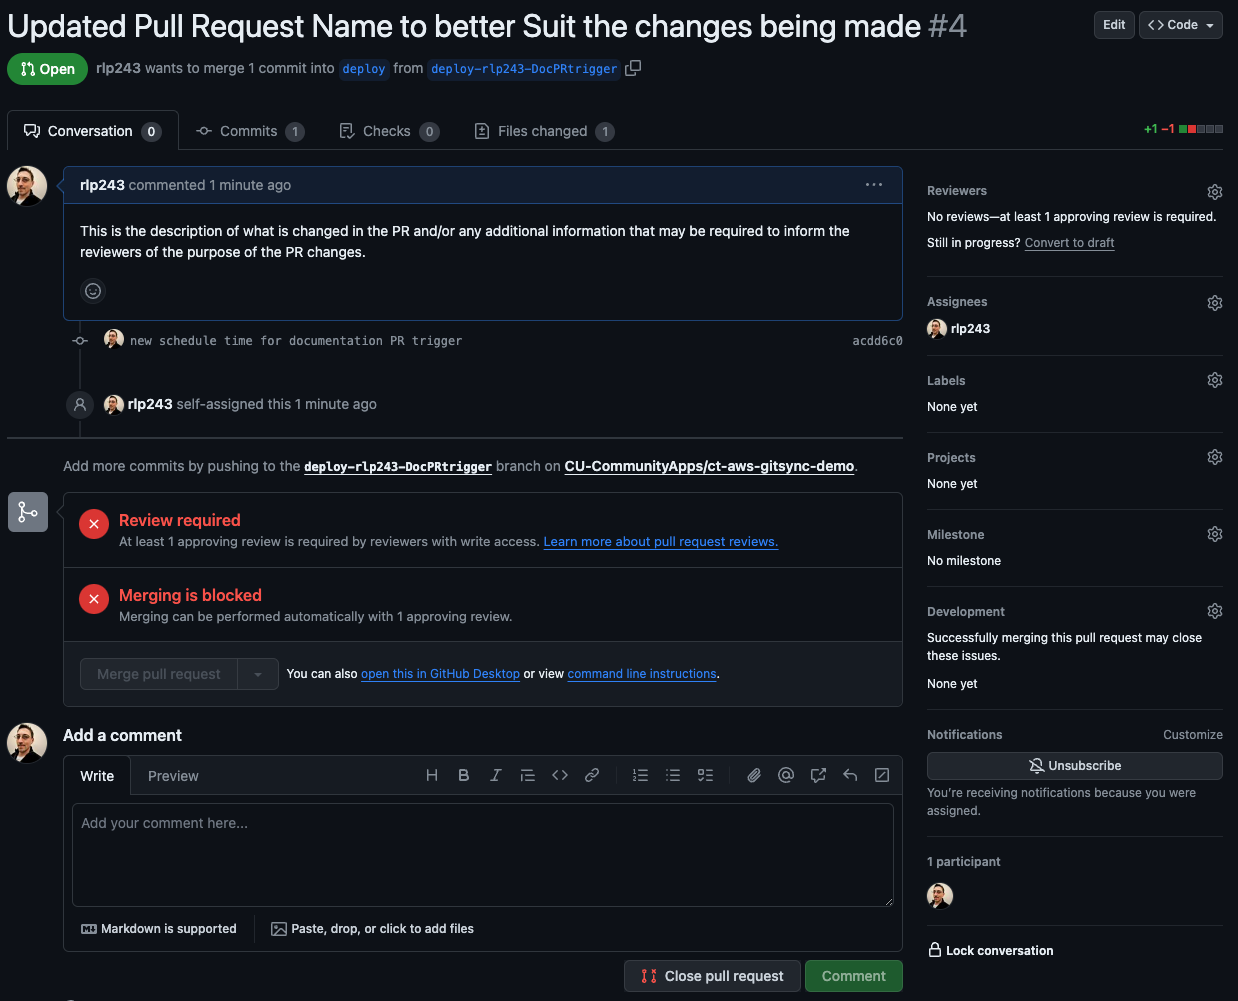 Updated Pull Request Name to better Suit the changes being made #4
Edit
Code
Open
rlp243 wants to merge 1 commit into deploy from deploy-rlp243-DocPRtrigger
Conversation 0
Commits 1
Checks 0
Files changed 1
+1 −1
rlp243 commented 1 minute ago
This is the description of what is changed in the PR and/or any additional information that may be required to inform the
reviewers of the purpose of the PR changes.
new schedule time for documentation PR trigger
acdd6c0
rlp243 self-assigned this 1 minute ago
Add more commits by pushing to the deploy-rlp243-DocPRtrigger branch on CU-CommunityApps/ct-aws-gitsync-demo.
Review required
At least 1 approving review is required by reviewers with write access. Learn more about pull request reviews.
Merging is blocked
Merging can be performed automatically with 1 approving review.
Merge pull request
You can also open this in GitHub Desktop or view command line instructions.
Add a comment
Write
Preview
Add your comment here...
Markdown is supported
Paste, drop, or click to add files
Close pull request
Comment
Reviewers
No reviews—at least 1 approving review is required.
Still in progress? Convert to draft
Assignees
rlp243
Labels
None yet
Projects
None yet
Milestone
No milestone
Development
Successfully merging this pull request may close
these issues.
None yet
Notifications
Customize
Unsubscribe
You're receiving notifications because you were
assigned.
1 participant
Lock conversation